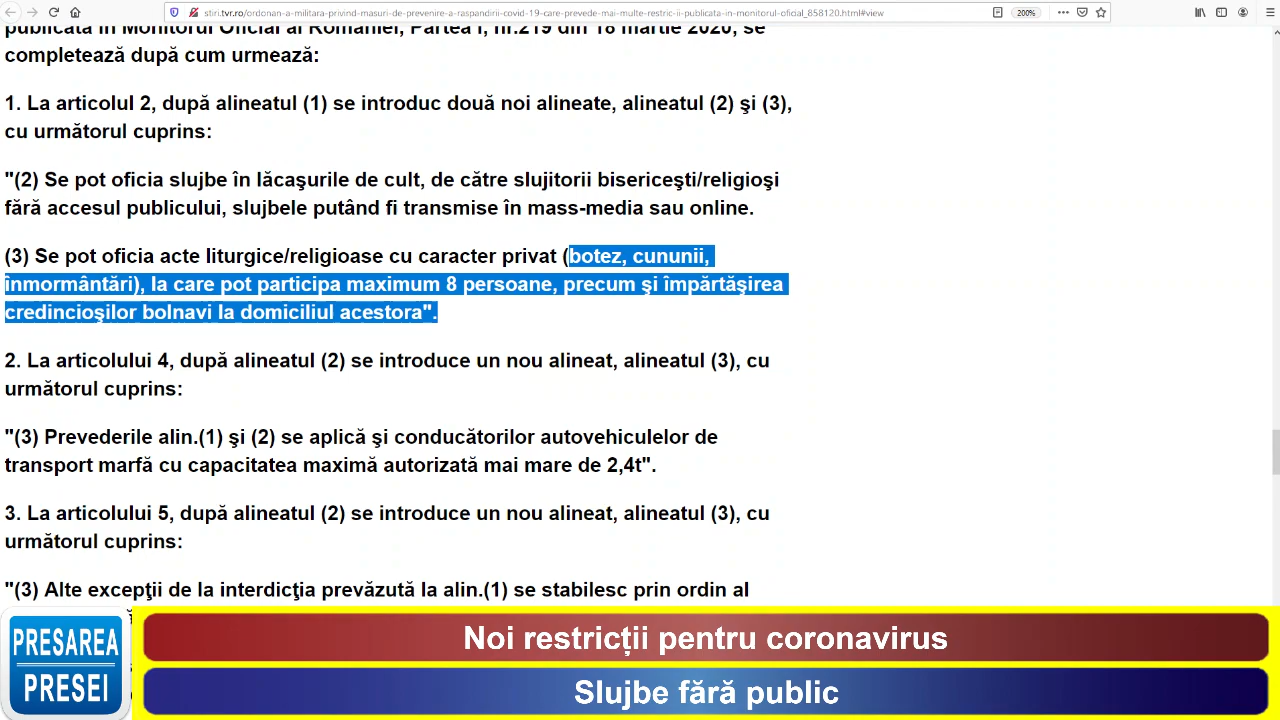 stiri.tvr.ro/ordonan-a-militara-privind-masuri-de-prevenire-a-raspandirii-covid-19-care-prevede-mai-multe-restric-ii-publicata-in-monitorul-oficial_858120.html#view
200%
publicată în Monitorul Oficial al României, Partea I, nr.219 din 18 martie 2020, se
completează după cum urmează:
1. La articolul 2, după alineatul (1) se introduc două noi alineate, alineatul (2) şi (3),
cu următorul cuprins:
"(2) Se pot oficia slujbe în lăcaşurile de cult, de către slujitorii bisericeşti/religioşi
fără accesul publicului, slujbele putând fi transmise în mass-media sau online.
(3) Se pot oficia acte liturgice/religioase cu caracter privat (botez, cununii,
înmormântări), la care pot participa maximum 8 persoane, precum şi împărtăşirea
credincioşilor bolnavi la domiciliul acestora".
2. La articolului 4, după alineatul (2) se introduce un nou alineat, alineatul (3), cu
următorul cuprins:
"(3) Prevederile alin.(1) şi (2) se aplică şi conducătorilor autovehiculelor de
transport marfă cu capacitatea maximă autorizată mai mare de 2,4t".
3. La articolului 5, după alineatul (2) se introduce un nou alineat, alineatul (3), cu
următorul cuprins:
"(3) Alte excepţii de la interdicţia prevăzută la alin.(1) se stabilesc prin ordin al
PRESAREA
PRESEI
Noi restricții pentru coronavirus
Slujbe fără public